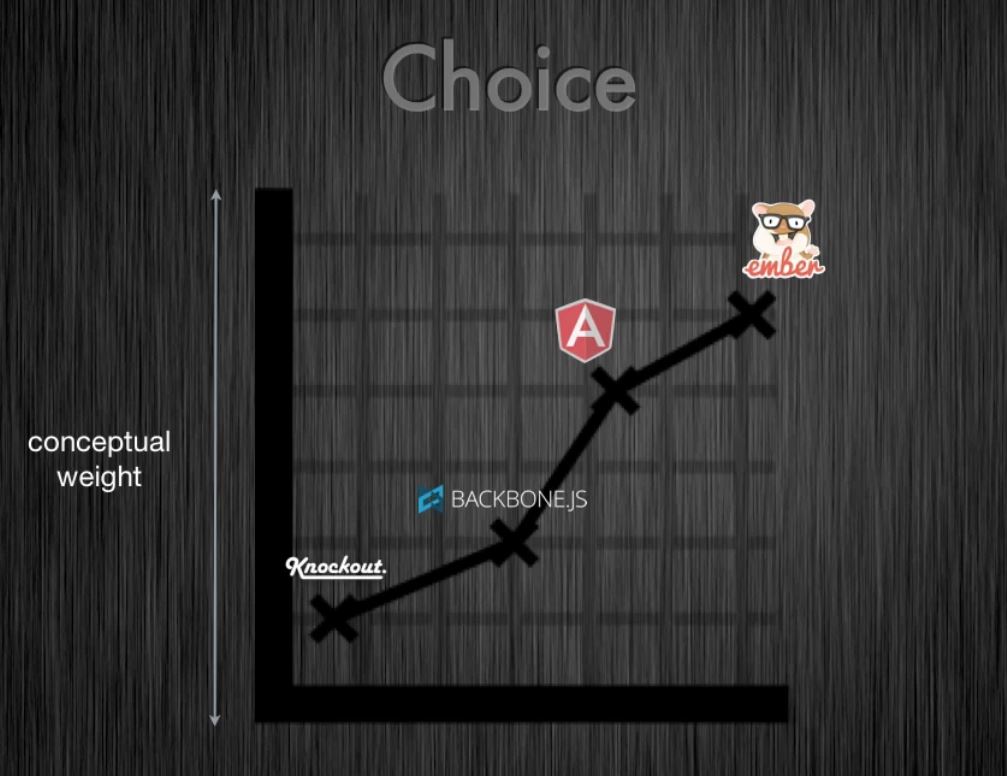 Choice
ember
A
conceptual
weight
BACKBONE.JS
Knockout.